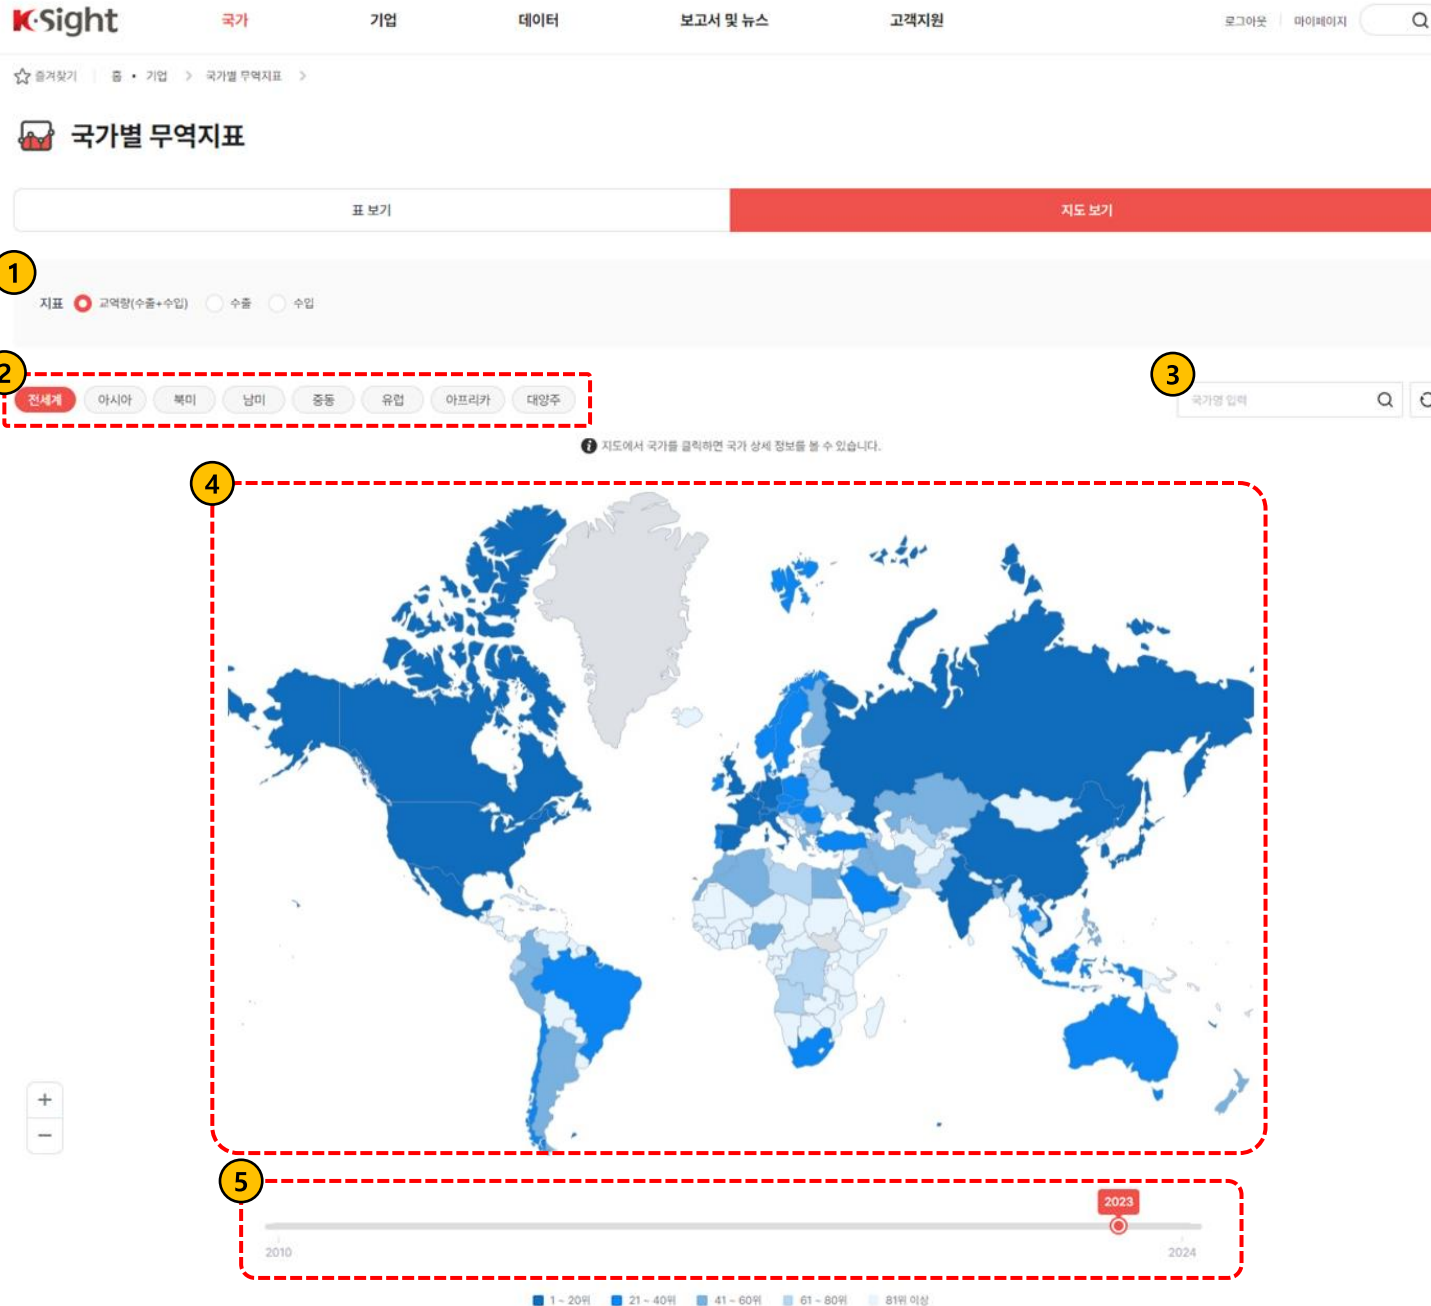 K·Sight 국가 기업 데이터 보고서 및 뉴스 고객지원 로그아웃 마이페이지
즐겨찾기 홈 • 기업 > 국가별 무역지표 >
국가별 무역지표
표 보기 지도 보기
1
지표 교역량(수출+수입) 수출 수입
2
전세계 아시아 북미 남미 중동 유럽 아프리카 대양주
3
국가명 입력
지도에서 국가를 클릭하면 국가 상세 정보를 볼 수 있습니다.
4
+
−
5
2023
2010 2024
1 ~ 20위 21 ~ 40위 41 ~ 60위 61 ~ 80위 81위 이상